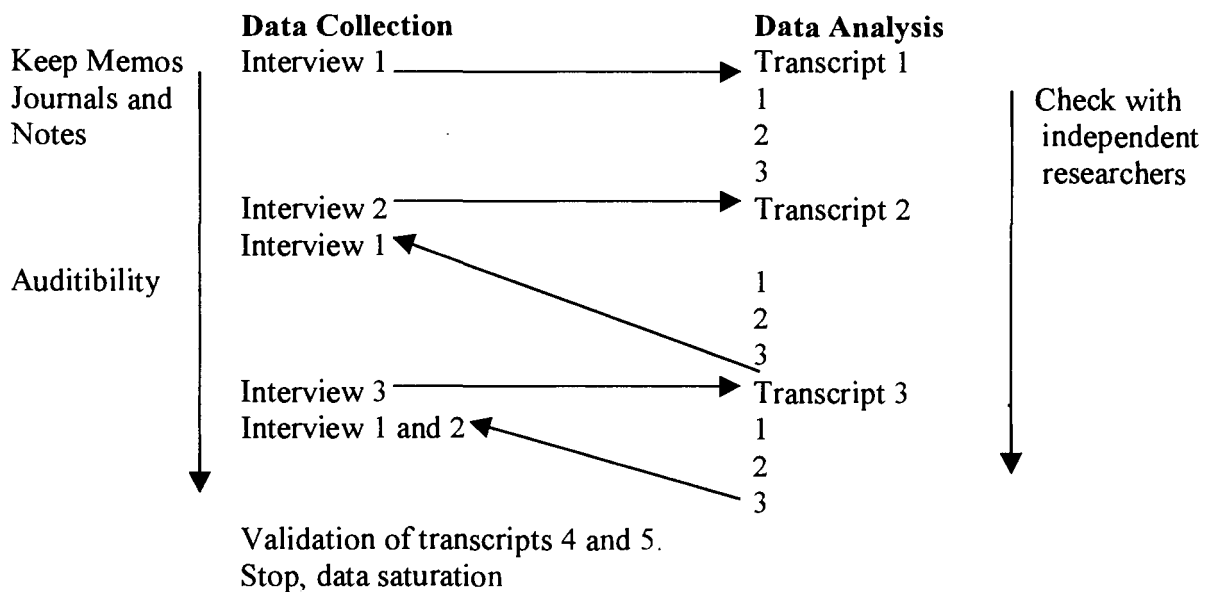 Data Collection Data Analysis
Keep Memos Interview 1 Transcript 1
Journals and 1 Check with
Notes 2 independent
3 researchers
Interview 2 Transcript 2
Interview 1
Auditibility 1
2
3
Interview 3 Transcript 3
Interview 1 and 2 1
2
3
Validation of transcripts 4 and 5.
Stop, data saturation